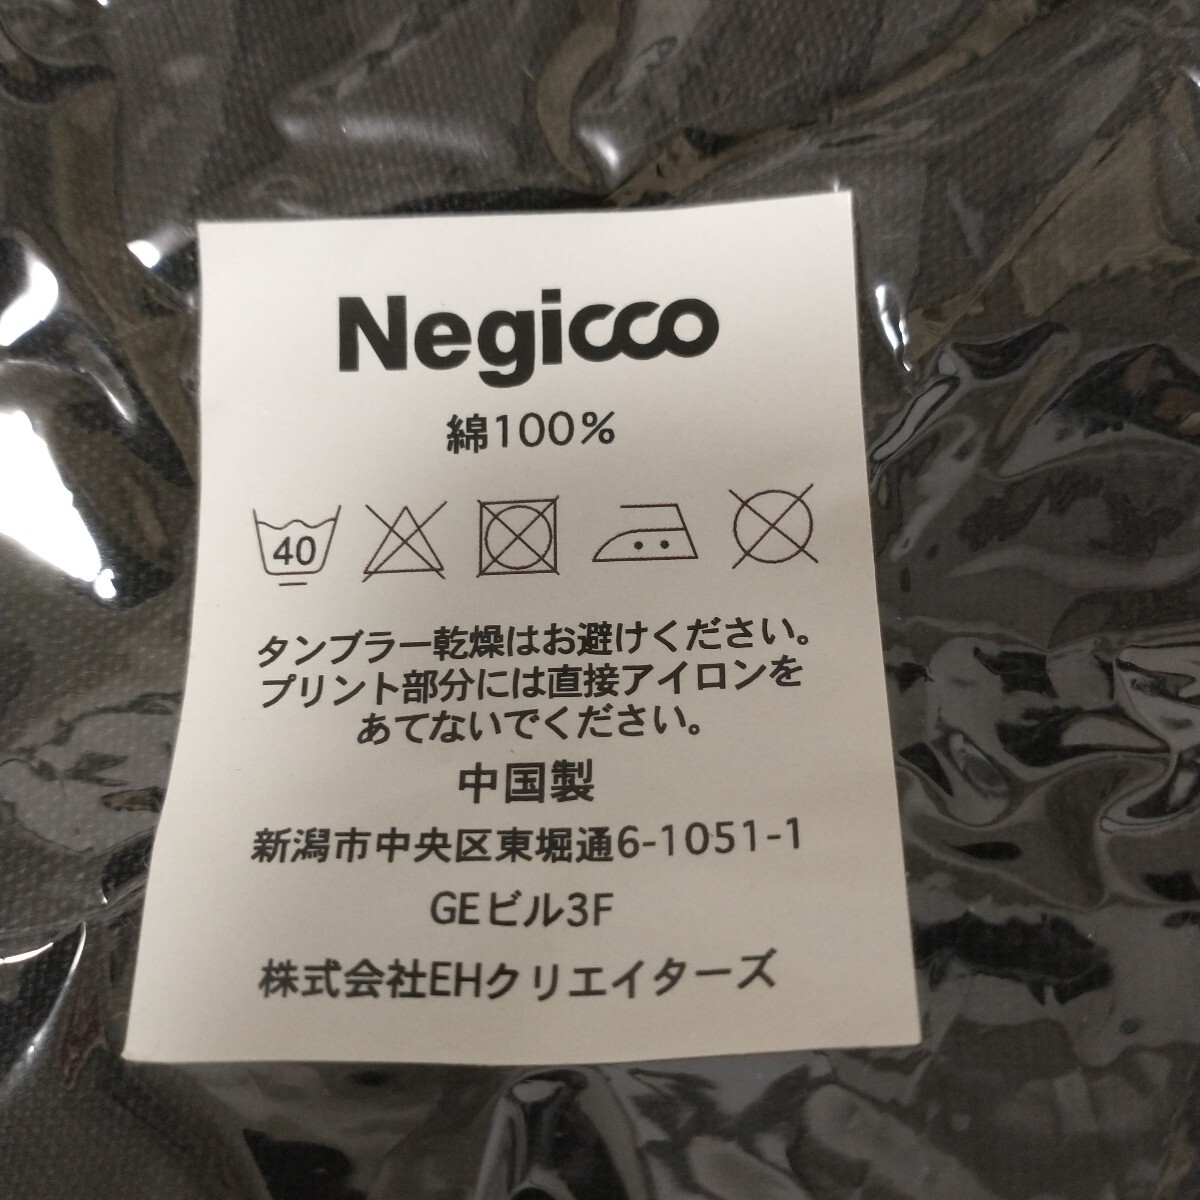 Negicco
綿100%
40
タンブラー乾燥はお避けください。
プリント部分には直接アイロンを
あてないでください。
中国製
新潟市中央区東堀通6-1051-1
GEビル3F
株式会社EHクリエイターズ